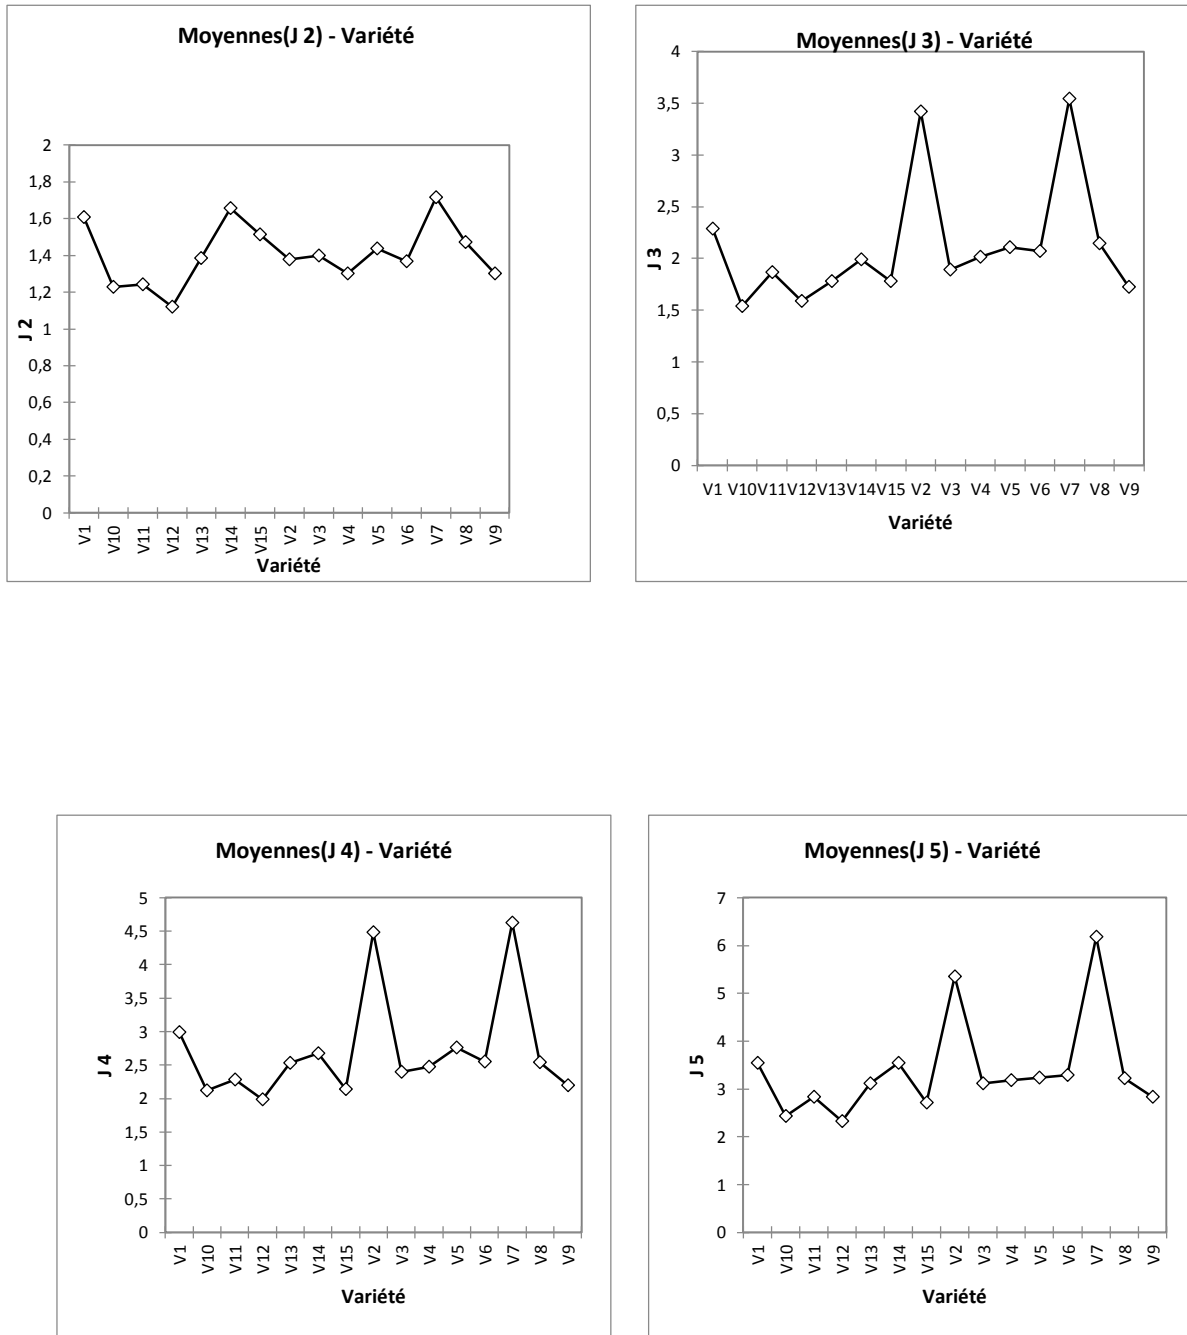 Moyennes(J 2) - Variété
2
1,8
1,6
1,4
1,2
1
0,8
0,6
0,4
0,2
0
J 2
V1 V10 V11 V12 V13 V14 V15 V2 V3 V4 V5 V6 V7 V8 V9
Variété
Moyennes(J 3) - Variété
4
3,5
3
2,5
2
1,5
1
0,5
0
J 3
V1 V10 V11 V12 V13 V14 V15 V2 V3 V4 V5 V6 V7 V8 V9
Variété
Moyennes(J 4) - Variété
5
4,5
4
3,5
3
2,5
2
1,5
1
0,5
0
J 4
V1 V10 V11 V12 V13 V14 V15 V2 V3 V4 V5 V6 V7 V8 V9
Variété
Moyennes(J 5) - Variété
7
6
5
4
3
2
1
0
J 5
V1 V10 V11 V12 V13 V14 V15 V2 V3 V4 V5 V6 V7 V8 V9
Variété